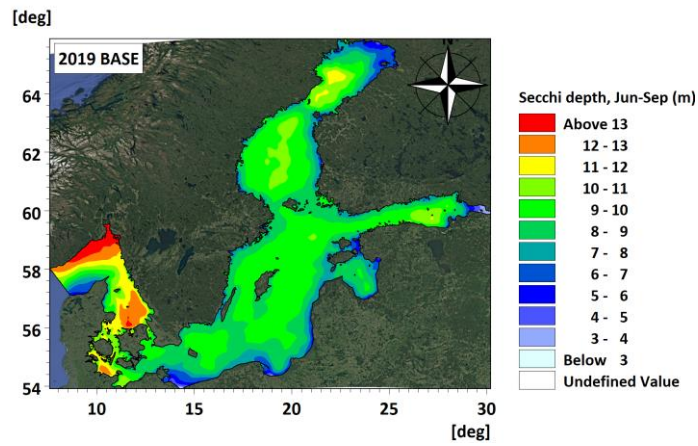 [deg]
2019 BASE
64
62
60
58
56
54
10
15
20
25
30
[deg]
Secchi depth, Jun-Sep (m)
Above 13
12 - 13
11 - 12
10 - 11
9 - 10
8 - 9
7 - 8
6 - 7
5 - 6
4 - 5
3 - 4
Below 3
Undefined Value